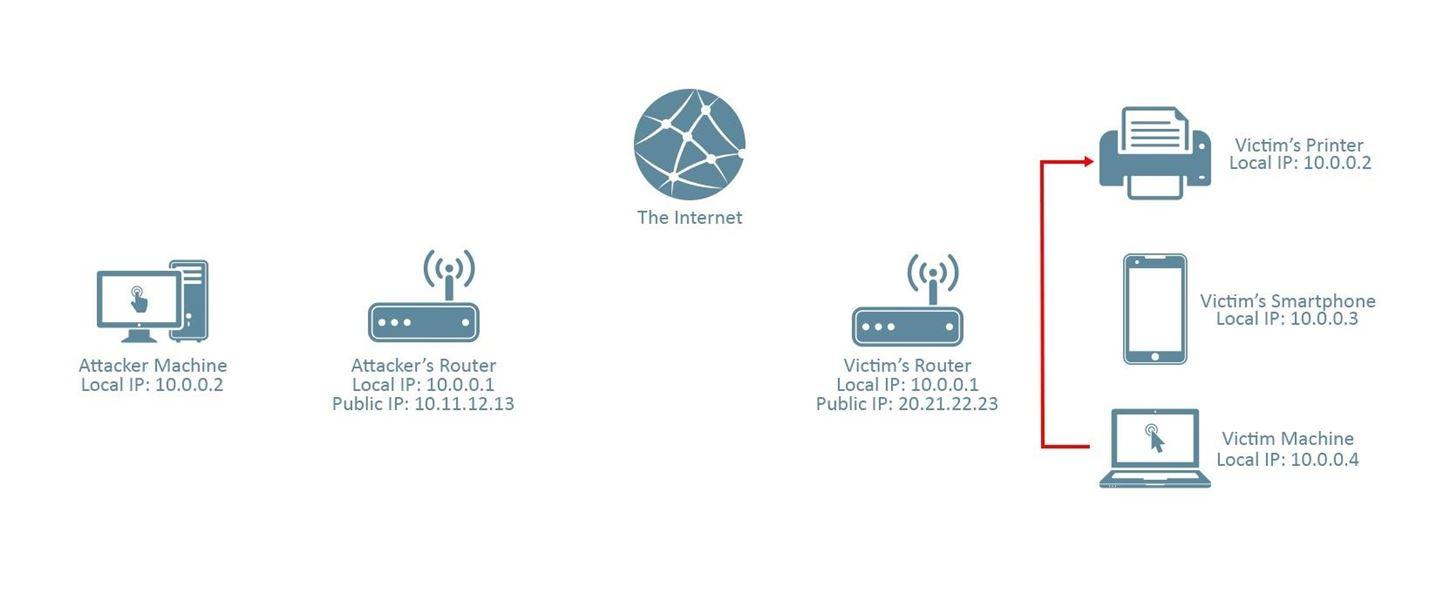 The Internet
Attacker Machine
Local IP: 10.0.0.2
Attacker's Router
Local IP: 10.0.0.1
Public IP: 10.11.12.13
Victim's Router
Local IP: 10.0.0.1
Public IP: 20.21.22.23
Victim's Printer
Local IP: 10.0.0.2
Victim's Smartphone
Local IP: 10.0.0.3
Victim Machine
Local IP: 10.0.0.4